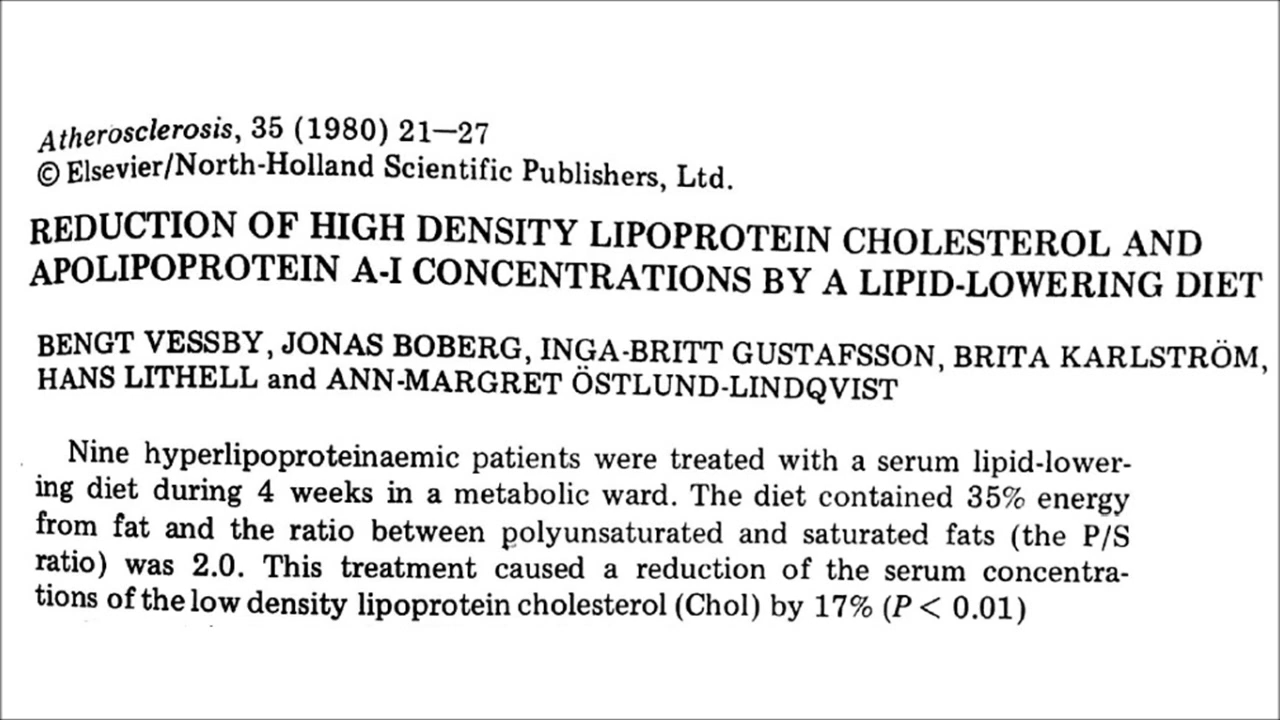 Atherosclerosis, 35 (1980) 21—27
© Elsevier/North-Holland Scientific Publishers, Ltd.
REDUCTION OF HIGH DENSITY LIPOPROTEIN CHOLESTEROL AND
APOLIPOPROTEIN A-I CONCENTRATIONS BY A LIPID-LOWERING DIET
BENGT VESSBY, JONAS BOBERG, INGA-BRITT GUSTAFSSON, BRITA KARLSTRÖM,
HANS LITHELL and ANN-MARGRET ÖSTLUND-LINDQVIST
Nine hyperlipoproteinaemic patients were treated with a serum lipid-lower-
ing diet during 4 weeks in a metabolic ward. The diet contained 35% energy
from fat and the ratio between polyunsaturated and saturated fats (the P/S
ratio) was 2.0. This treatment caused a reduction of the serum concentra-
tions of the low density lipoprotein cholesterol (Chol) by 17% (P < 0.01)